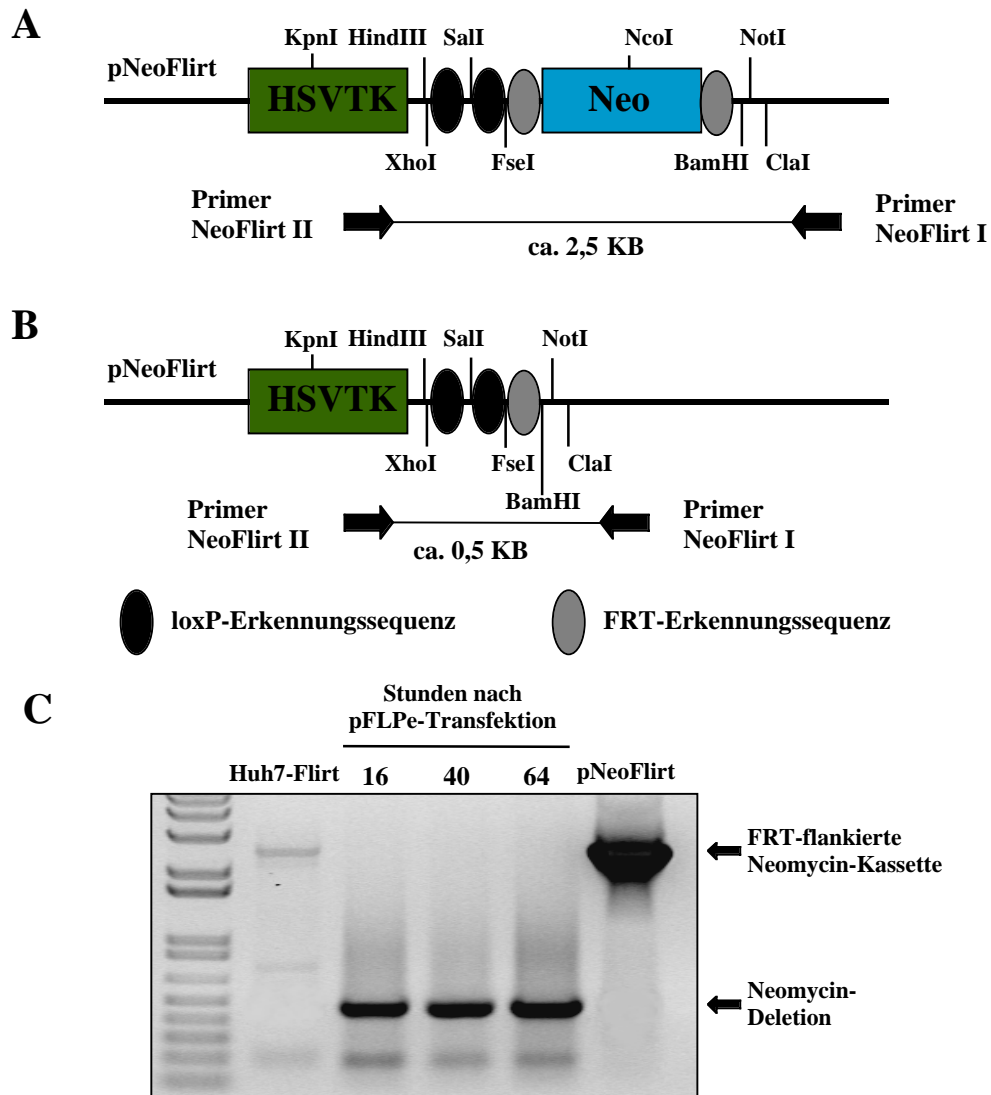 A
KpnI HindIII SalI NcoI NotI
pNeoFlirt
HSVTK Neo
XhoI FseI BamHI ClaI
Primer
NeoFlirt II
ca. 2,5 KB
Primer
NeoFlirt I
B
KpnI HindIII SalI NotI
pNeoFlirt
HSVTK
XhoI FseI ClaI
BamHI
Primer
NeoFlirt II
ca. 0,5 KB
Primer
NeoFlirt I
loxP-Erkennungssequenz FRT-Erkennungssequenz
C
Stunden nach
pFLPe-Transfektion
Huh7-Flirt 16 40 64 pNeoFlirt
FRT-flankierte
Neomycin-Kassette
Neomycin-
Deletion